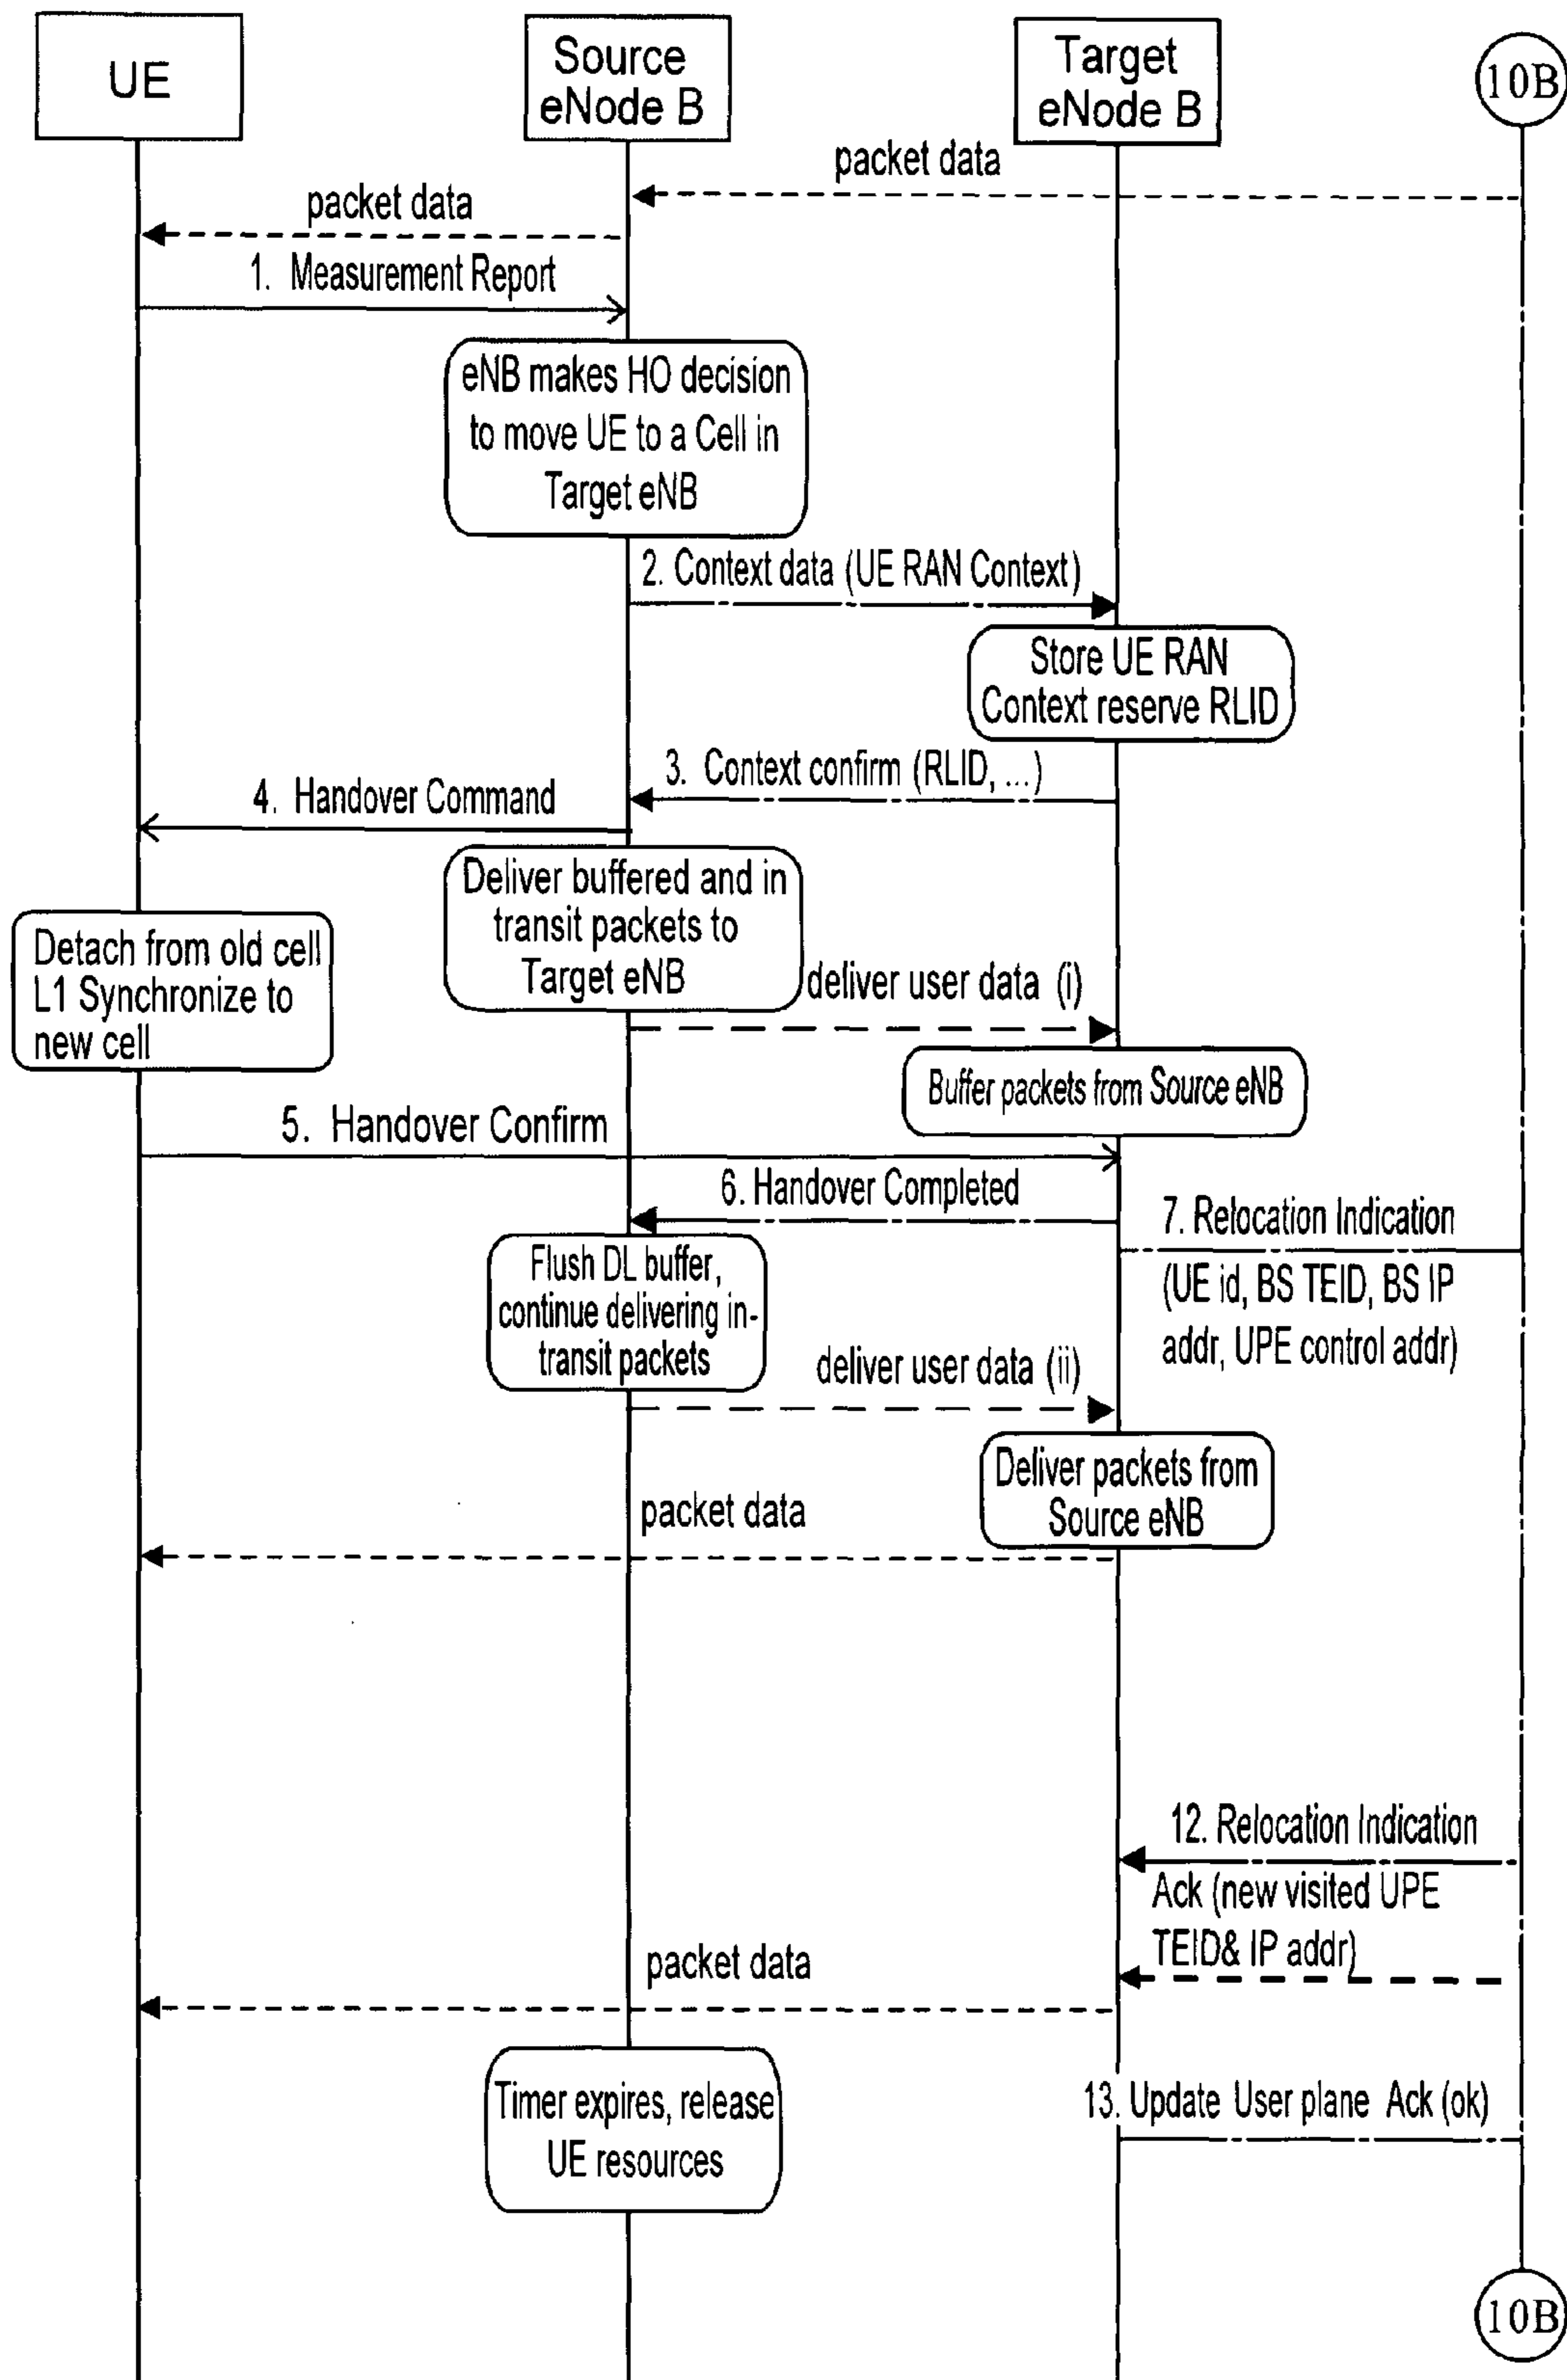 UE
Source
eNode B
Target
eNode B
10B
packet data
packet data
1. Measurement Report
eNB makes HO decision
to move UE to a Cell in
Target eNB
2. Context data (UE RAN Context)
Store UE RAN
Context reserve RLID
3. Context confirm (RLID, ...)
4. Handover Command
Deliver buffered and in
transit packets to
Target eNB
Detach from old cell
L1 Synchronize to
new cell
deliver user data (i)
Buffer packets from Source eNB
5. Handover Confirm
6. Handover Completed
7. Relocation Indication
(UE id, BS TEID, BS IP
addr, UPE control addr)
Flush DL buffer,
continue delivering in-
transit packets
deliver user data (ii)
Deliver packets from
Source eNB
packet data
12. Relocation Indication
Ack (new visited UPE
TEID& IP addr)
packet data
Timer expires, release
UE resources
13. Update User plane Ack (ok)
10B